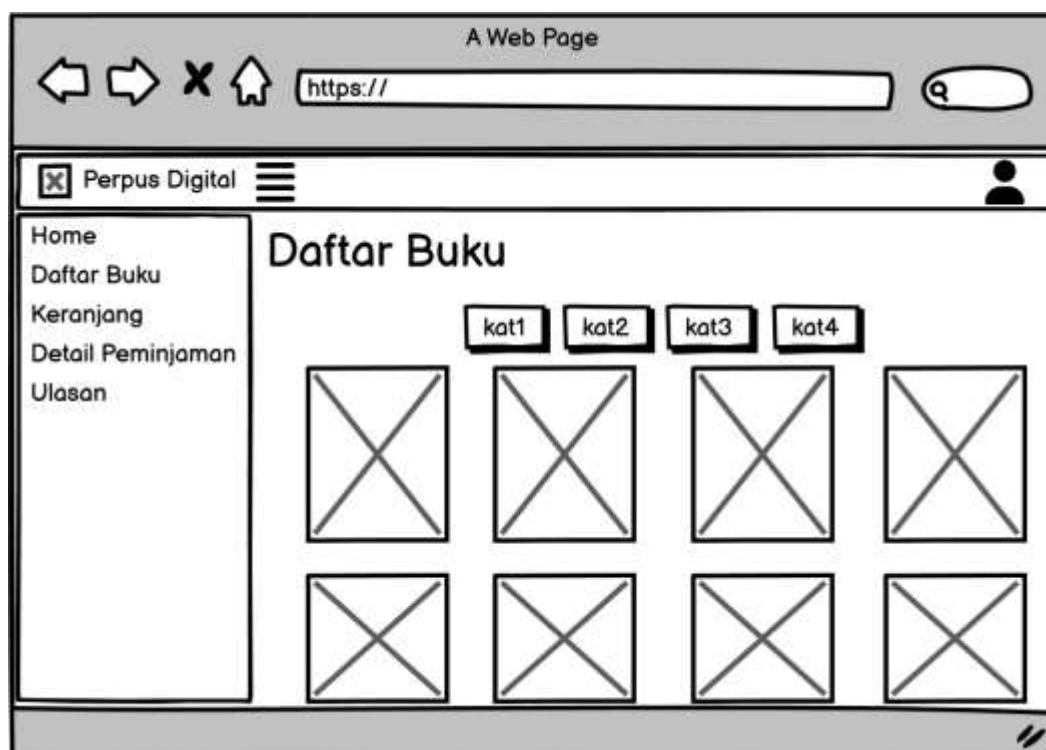 A Web Page
https://
Perpus Digital
Home
Daftar Buku
Keranjang
Detail Peminjaman
Ulasan
Daftar Buku
kat1 kat2 kat3 kat4